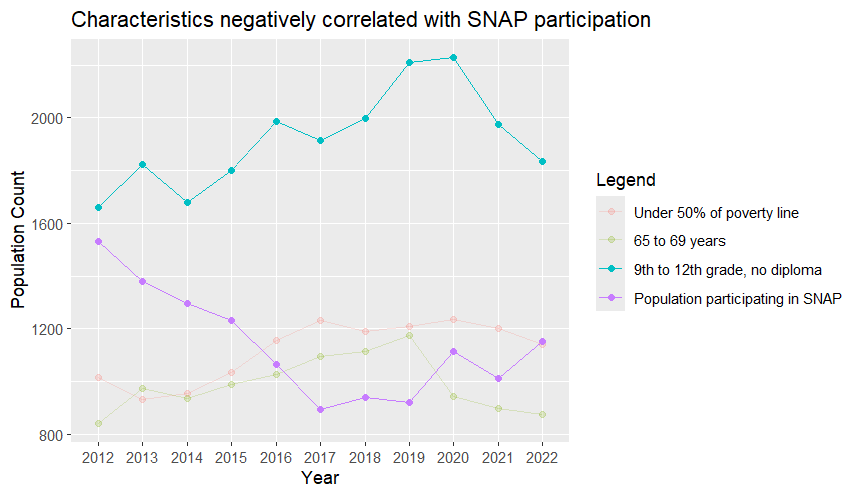 Characteristics negatively correlated with SNAP participation
Population Count
2000
1600
1200
800
2012 2013 2014 2015 2016 2017 2018 2019 2020 2021 2022
Year
Legend
Under 50% of poverty line
65 to 69 years
9th to 12th grade, no diploma
Population participating in SNAP